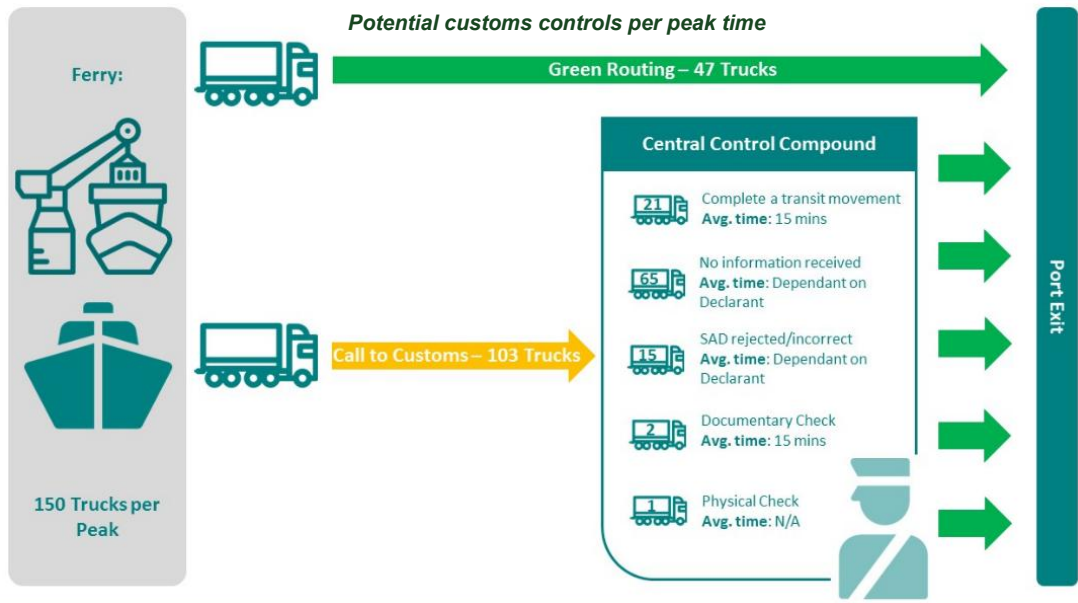 Potential customs controls per peak time
Ferry:
150 Trucks per
Peak
Green Routing – 47 Trucks
Call to Customs – 103 Trucks
Central Control Compound
21
Complete a transit movement
Avg. time: 15 mins
65
No information received
Avg. time: Dependant on
Declarant
15
SAD rejected/incorrect
Avg. time: Dependant on
Declarant
2
Documentary Check
Avg. time: 15 mins
1
Physical Check
Avg. time: N/A
Port Exit